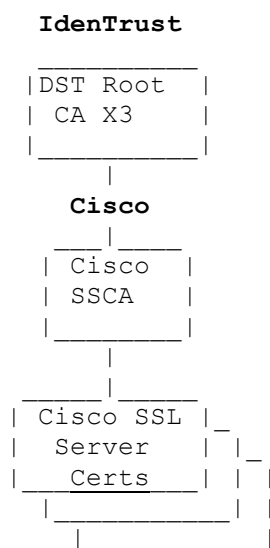 IdenTrust
DST Root
CA X3
Cisco
Cisco
SSCA
Cisco SSL
Server
Certs